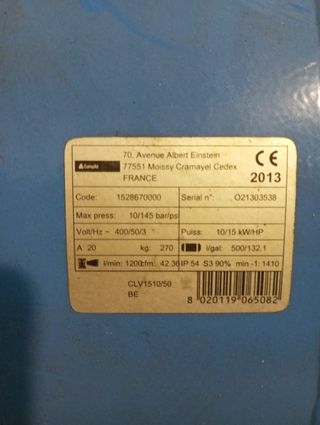 70, Avenue Albert Einstein
77551 Moissy Cramayel Cedex
FRANCE
CE
2013
Code: 1528670000
Serial n°: O21303538
Max press: 10/145 bar/psi
Volt/Hz ~ 400/50/3
Puiss: 10/15 kW/HP
A 20 kg: 270 l/gal: 500/132.1
l/min: 1200 cfm: 42.36 IP 54 S3 90% min -1: 1410
CLV1510/50
BE
8 020119 065082